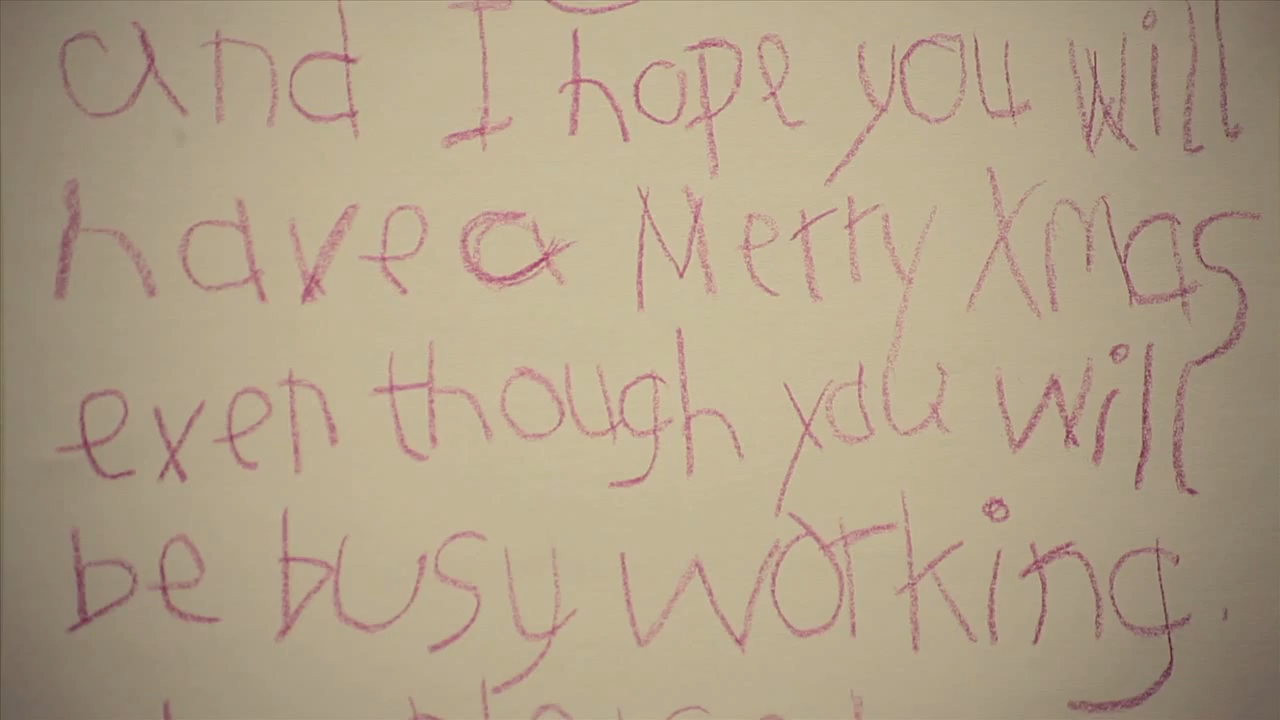 and I hope you will
have a Merry Xmas
even though you will
be busy working.